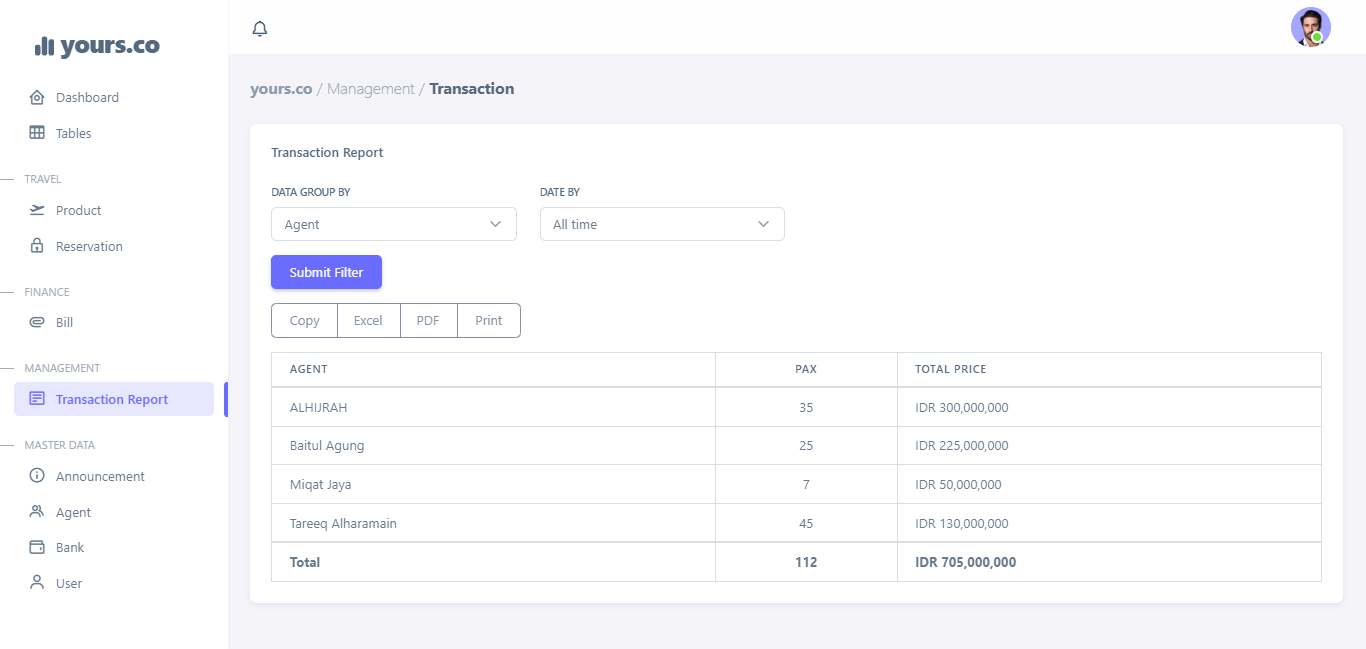 yours.co
Dashboard
Tables
TRAVEL
Product
Reservation
FINANCE
Bill
MANAGEMENT
Transaction Report
MASTER DATA
Announcement
Agent
Bank
User
yours.co / Management / Transaction
Transaction Report
DATA GROUP BY DATE BY
Agent All time
Submit Filter
Copy Excel PDF Print
AGENT PAX TOTAL PRICE
ALHIJRAH 35 IDR 300,000,000
Baitul Agung 25 IDR 225,000,000
Miqat Jaya 7 IDR 50,000,000
Tareeq Alharamain 45 IDR 130,000,000
Total 112 IDR 705,000,000